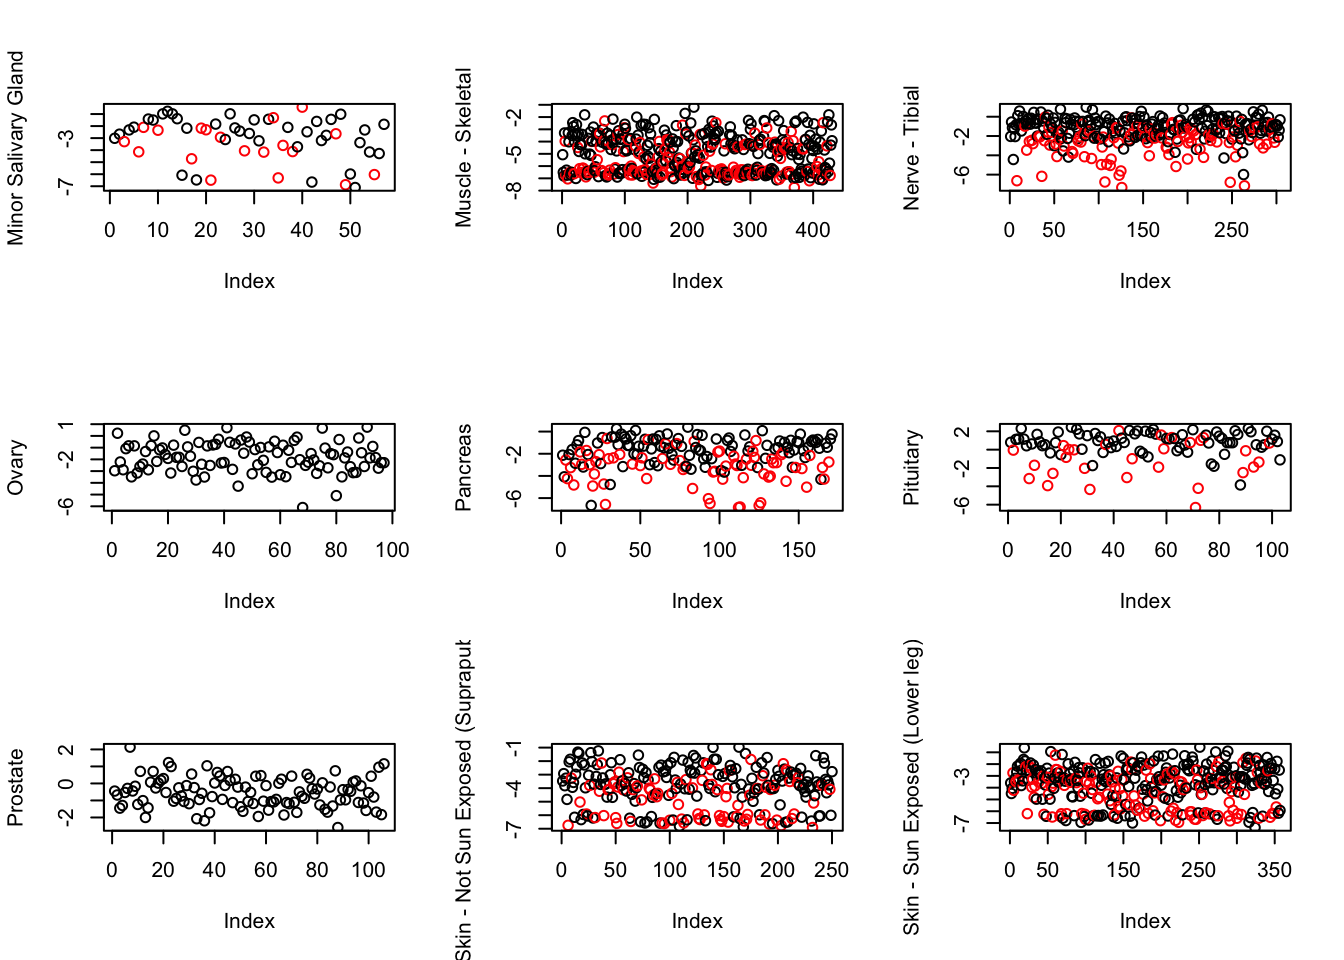 Minor Salivary Gland
-3
-7
0 10 20 30 40 50
Index
Muscle - Skeletal
-2
-5
-8
0 100 200 300 400
Index
Nerve - Tibial
-2
-6
0 50 150 250
Index
Ovary
1
-2
-6
0 20 40 60 80 100
Index
Pancreas
-2
-6
0 50 100 150
Index
Pituitary
2
-2
-6
0 20 40 60 80 100
Index
Prostate
2
0
-2
0 20 40 60 80 100
Index
Skin - Not Sun Exposed (Suprapub
-1
-4
-7
0 50 100 150 200 250
Index
Skin - Sun Exposed (Lower leg)
-3
-7
0 50 150 250 350
Index